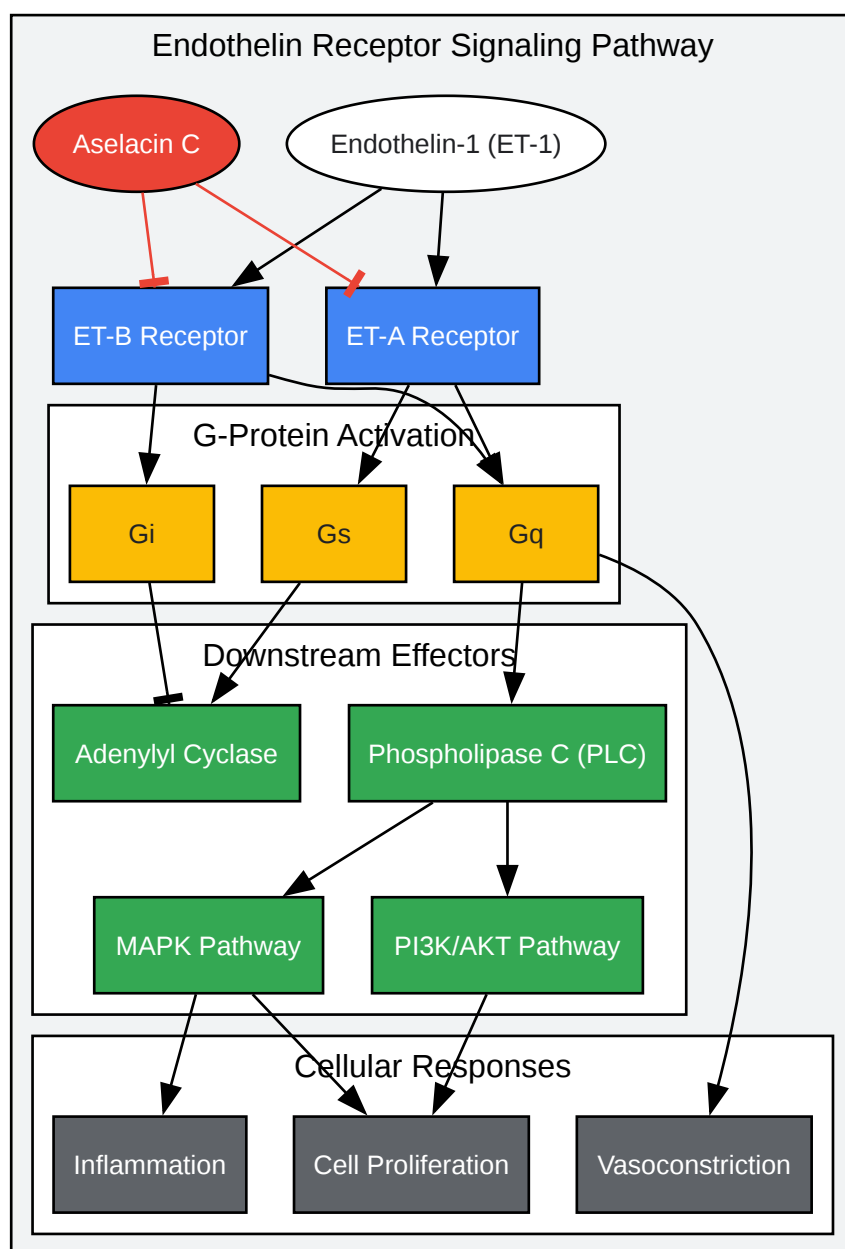 Endothelin Receptor Signaling Pathway
Aselacin C
Endothelin-1 (ET-1)
ET-B Receptor
ET-A Receptor
G-Protein Activation
Gi
Gs
Gq
Downstream Effectors
Adenylyl Cyclase
Phospholipase C (PLC)
MAPK Pathway
PI3K/AKT Pathway
Cellular Responses
Inflammation
Cell Proliferation
Vasoconstriction